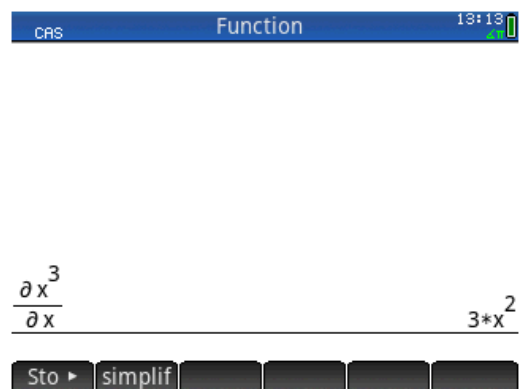 CAS Function 13:13
∡π
∂ x³
∂ x
3*x²
Sto ▸ simplif